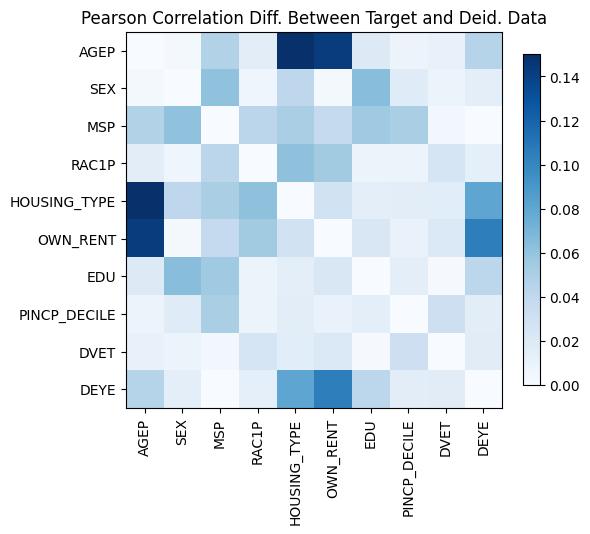 Pearson Correlation Diff. Between Target and Deid. Data
AGEP
SEX
MSP
RAC1P
HOUSING_TYPE
OWN_RENT
EDU
PINCP_DECILE
DVET
DEYE
AGEP
SEX
MSP
RAC1P
HOUSING_TYPE
OWN_RENT
EDU
PINCP_DECILE
DVET
DEYE
0.14
0.12
0.10
0.08
0.06
0.04
0.02
0.00